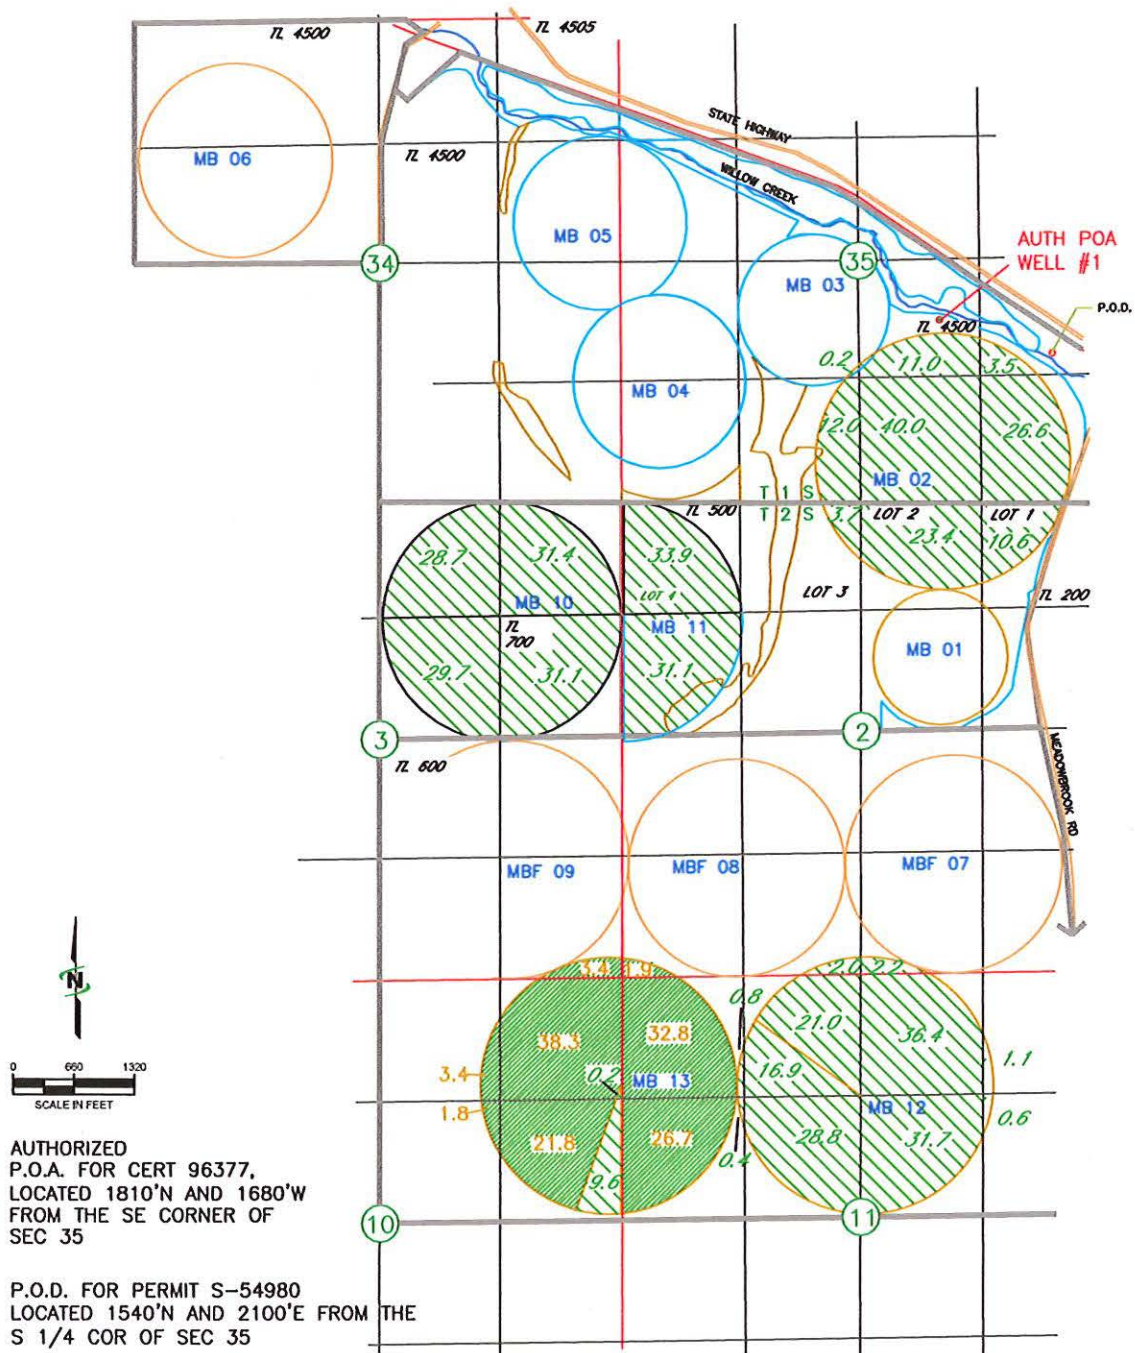 TL 4500
TL 4505
STATE HIGHWAY
MB 06
TL 4500
WILLOW CREEK
MB 05
AUTH POA
WELL #1
34
35
MB 03
P.O.D.
TL 4500
0.2
11.0
3.5
MB 04
12.0
40.0
26.6
MB 02
T 1 S
TL 500
T 2 S
3.7
LOT 2
LOT 1
23.4
10.6
28.7
31.4
33.9
LOT 4
LOT 3
TL 200
MB 10
TL
700
MB 11
MB 01
29.7
31.1
31.1
3
2
TL 600
MEADOWBROOK RD
MBF 09
MBF 08
MBF 07
N
3.4
1.9
2.0
2.2
0.8
38.3
32.8
21.0
36.4
3.4
0.2
MB 13
16.9
1.1
0 660 1320
SCALE IN FEET
1.8
MB 12
0.6
21.8
26.7
28.8
31.7
0.4
9.6
10
11
AUTHORIZED
P.O.A. FOR CERT 96377,
LOCATED 1810'N AND 1680'W
FROM THE SE CORNER OF
SEC 35
P.O.D. FOR PERMIT S-54980
LOCATED 1540'N AND 2100'E FROM THE
S 1/4 COR OF SEC 35